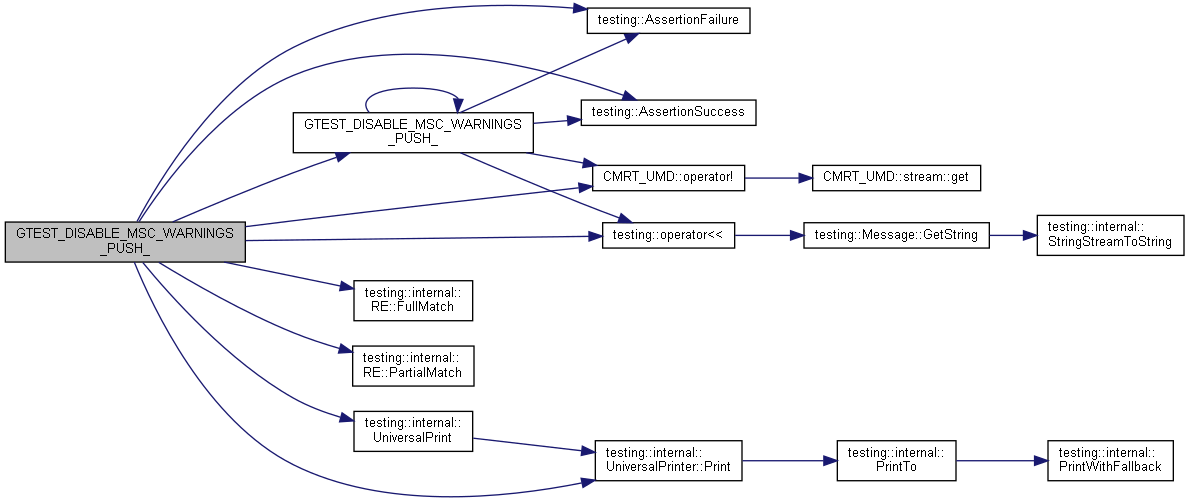 testing::AssertionFailure
testing::AssertionSuccess
GTEST_DISABLE_MSC_WARNINGS
_PUSH_
CMRT_UMD::operator!
CMRT_UMD::stream::get
GTEST_DISABLE_MSC_WARNINGS
_PUSH_
testing::operator<<
testing::Message::GetString
testing::internal::
StringStreamToString
testing::internal::
RE::FullMatch
testing::internal::
RE::PartialMatch
testing::internal::
UniversalPrint
testing::internal::
UniversalPrinter::Print
testing::internal::
PrintTo
testing::internal::
PrintWithFallback